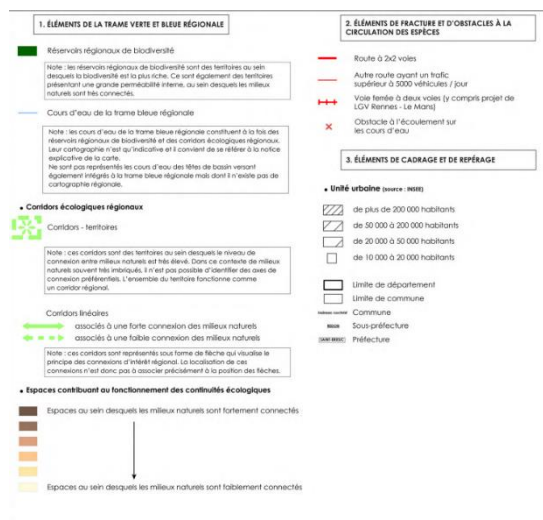 1. ÉLÉMENTS DE LA TRAME VERTE ET BLEUE RÉGIONALE
Réservoirs régionaux de biodiversité
Note : les réservoirs régionaux de biodiversité sont des territoires au sein
desquels la biodiversité est la plus riche. Ce sont également des territoires
présentant une grande perméabilité interne, au sein desquels les milieux
naturels sont très connectés.
Cours d'eau de la trame bleue régionale
Note : les cours d'eau de la trame bleue régionale constituent à la fois des
réservoirs régionaux de biodiversité et des corridors écologiques régionaux.
Leur cartographie n'est qu'indicative et il convient de se référer à la notice
explicative de la carte.
Ne sont pas représentés les cours d'eau des têtes de bassin versant
également intégrés à la trame bleue régionale mais dont il n'existe pas de
cartographie régionale.
• Corridors écologiques régionaux
Corridors - territoires
Note : ces corridors sont des territoires au sein desquels le niveau de
connexion entre milieux naturels est très élevé. Dans ce contexte de milieux
naturels souvent très imbriqués, il n'est pas possible d'identifier des axes de
connexion préférentiels. L'ensemble du territoire fonctionne comme
un corridor régional.
Corridors linéaires
associés à une forte connexion des milieux naturels
associés à une faible connexion des milieux naturels
Note : ces corridors sont représentés sous forme de flèche qui visualise le
principe des connexions d'intérêt régional. La localisation de ces
connexions n'est donc pas à associer précisément à la position des flèches.
• Espaces contribuant au fonctionnement des continuités écologiques
Espaces au sein desquels les milieux naturels sont fortement connectés
Espaces au sein desquels les milieux naturels sont faiblement connectés
2. ÉLÉMENTS DE FRACTURE ET D'OBSTACLES À LA
CIRCULATION DES ESPÈCES
Route à 2x2 voies
Autre route ayant un trafic
supérieur à 5000 véhicules / jour
Voie ferrée à deux voies (y compris projet de
LGV Rennes - Le Mans)
Obstacle à l'écoulement sur
les cours d'eau
3. ÉLÉMENTS DE CADRAGE ET DE REPÉRAGE
• Unité urbaine (source : INSEE)
de plus de 200 000 habitants
de 50 000 à 200 000 habitants
de 20 000 à 50 000 habitants
de 10 000 à 20 000 habitants
Limite de département
Limite de commune
Commune
Sous-préfecture
SAINT-BRIEUC Préfecture